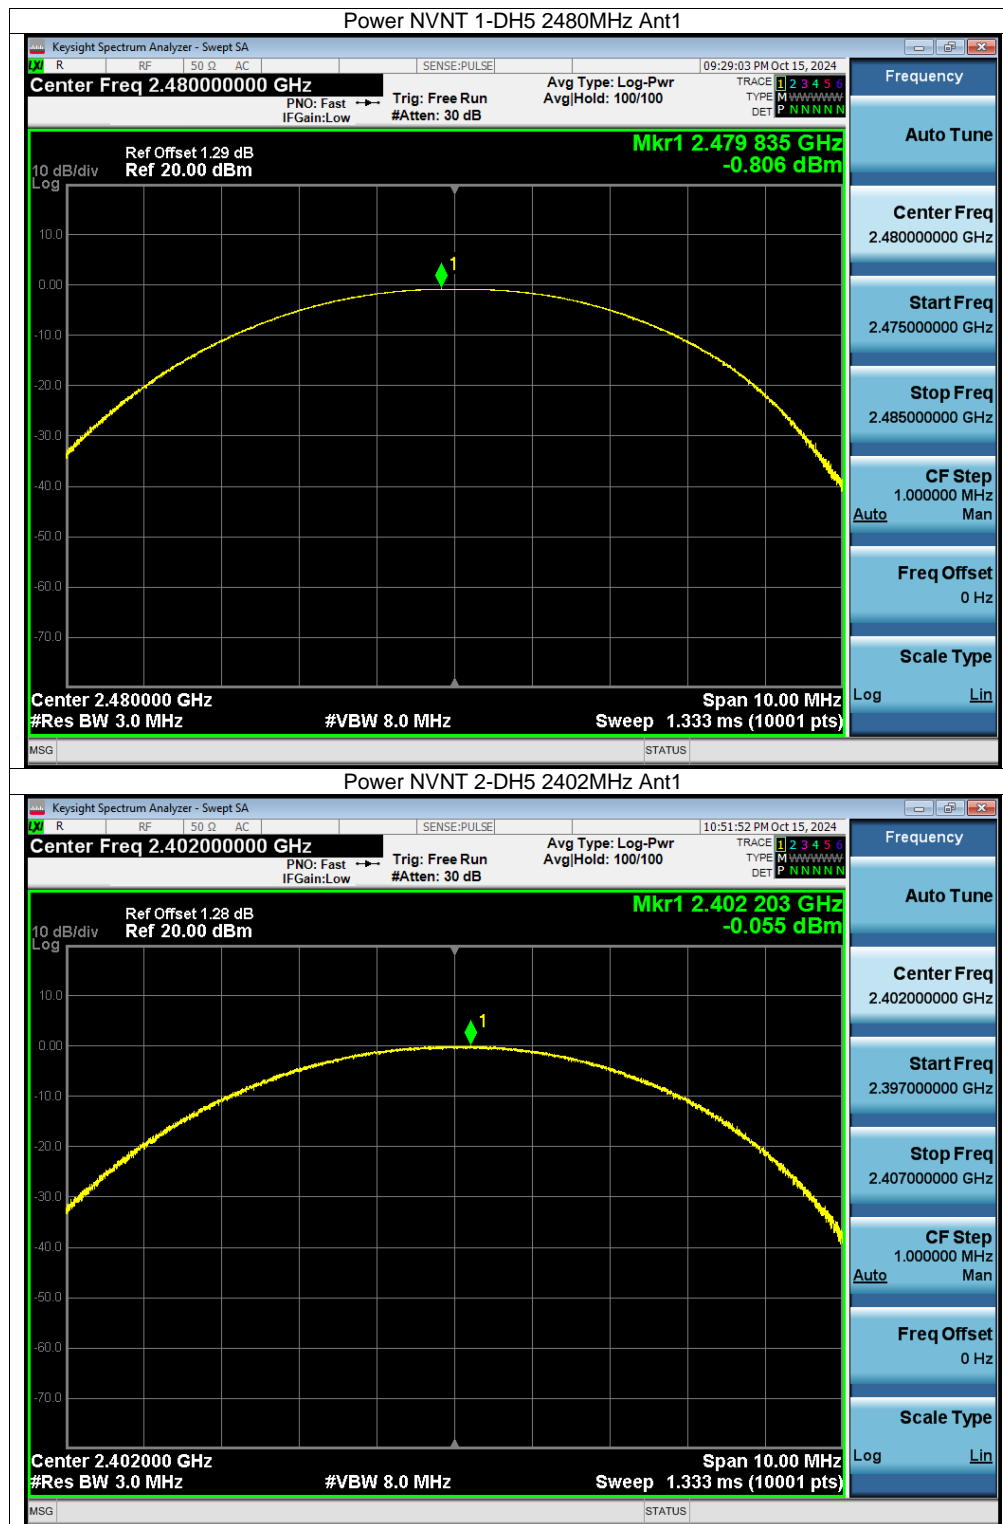 Power NVNT 1-DH5 2480MHz Ant1
Keysight Spectrum Analyzer - Swept SA
LXI R RF 50 Ω AC SENSE:PULSE 09:29:03 PM Oct 15, 2024
Center Freq 2.480000000 GHz
PNO: Fast
IFGain:Low
Trig: Free Run
#Atten: 30 dB
Avg Type: Log-Pwr
Avg|Hold: 100/100
TRACE 1 2 3 4 5 6
TYPE M WWWWW
DET P N N N N N
Mkr1 2.479 835 GHz
-0.806 dBm
Ref Offset 1.29 dB
10 dB/div Ref 20.00 dBm
Log
10.0
0.00
-10.0
-20.0
-30.0
-40.0
-50.0
-60.0
-70.0
1
Center 2.480000 GHz Span 10.00 MHz
#Res BW 3.0 MHz #VBW 8.0 MHz Sweep 1.333 ms (10001 pts)
MSG STATUS
Frequency
Auto Tune
Center Freq
2.480000000 GHz
Start Freq
2.475000000 GHz
Stop Freq
2.485000000 GHz
CF Step
1.000000 MHz
Auto Man
Freq Offset
0 Hz
Scale Type
Log Lin
Power NVNT 2-DH5 2402MHz Ant1
Keysight Spectrum Analyzer - Swept SA
LXI R RF 50 Ω AC SENSE:PULSE 10:51:52 PM Oct 15, 2024
Center Freq 2.402000000 GHz
PNO: Fast
IFGain:Low
Trig: Free Run
#Atten: 30 dB
Avg Type: Log-Pwr
Avg|Hold: 100/100
TRACE 1 2 3 4 5 6
TYPE M WWWWW
DET P N N N N N
Mkr1 2.402 203 GHz
-0.055 dBm
Ref Offset 1.28 dB
10 dB/div Ref 20.00 dBm
Log
10.0
0.00
-10.0
-20.0
-30.0
-40.0
-50.0
-60.0
-70.0
1
Center 2.402000 GHz Span 10.00 MHz
#Res BW 3.0 MHz #VBW 8.0 MHz Sweep 1.333 ms (10001 pts)
MSG STATUS
Frequency
Auto Tune
Center Freq
2.402000000 GHz
Start Freq
2.397000000 GHz
Stop Freq
2.407000000 GHz
CF Step
1.000000 MHz
Auto Man
Freq Offset
0 Hz
Scale Type
Log Lin